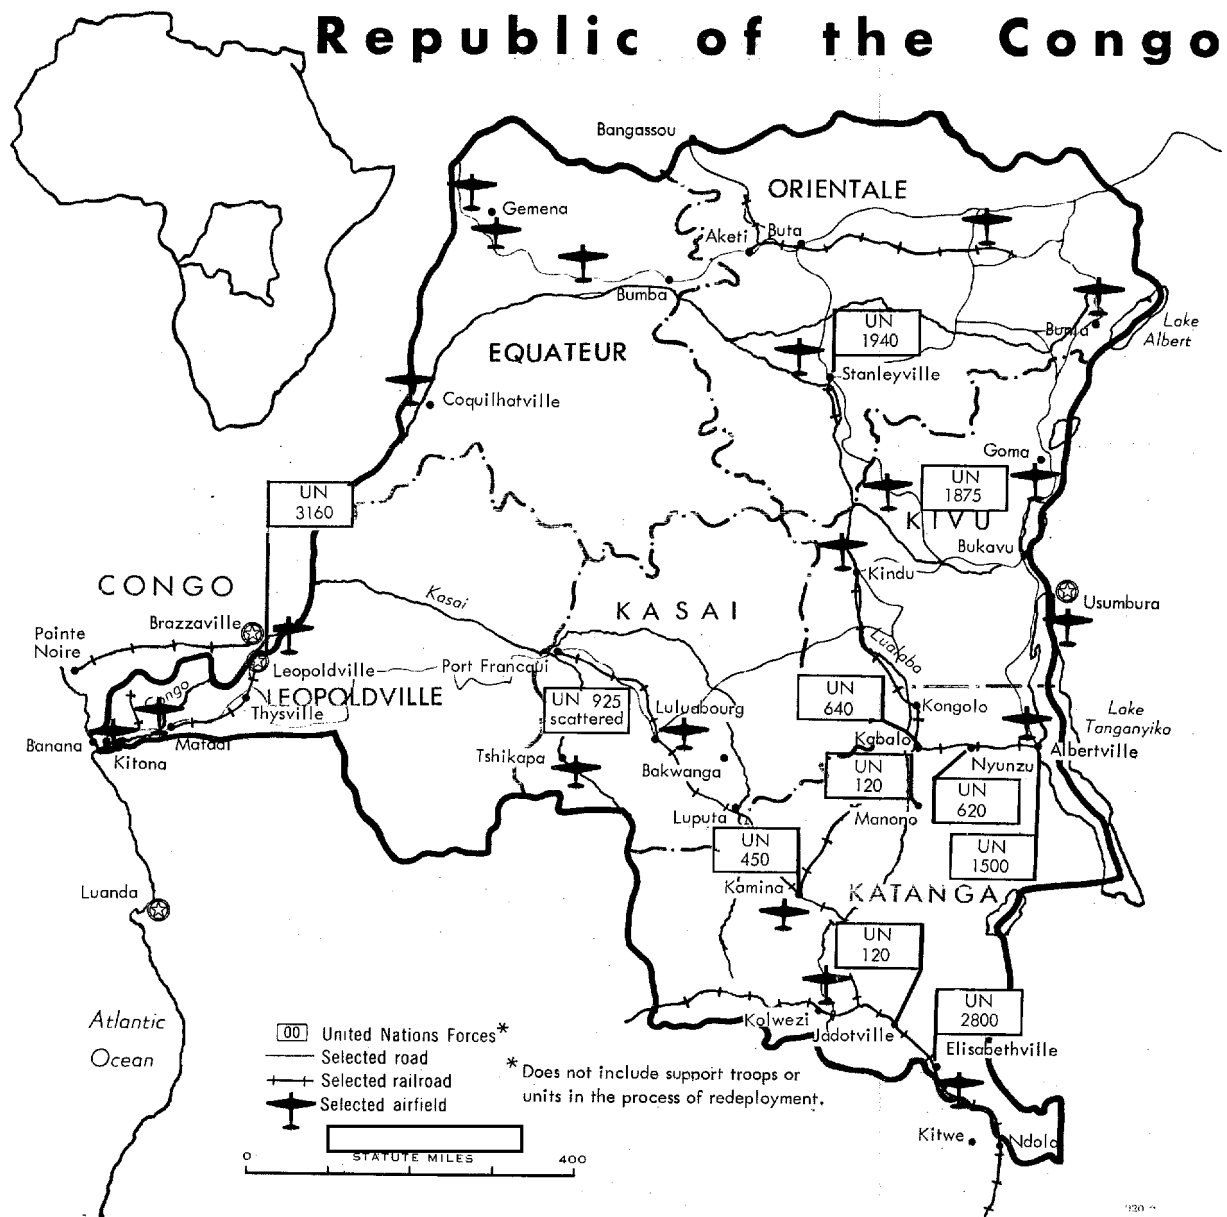 Republic of the Congo
Bangassou
ORIENTALE
Gemena
Aketi
Buta
Bumba
Bunia
Lake
Albert
UN
1940
EQUATEUR
Stanleyville
Coquilhatville
Goma
UN
1875
UN
3160
KIVU
Bukavu
CONGO
Kasai
KASAI
Kindu
Usumbura
Brazzaville
Painte
Noire
Lualaba
Leopoldville
Port Francqui
LEOPOLDVILLE
Congo
Thysville
UN 925
scattered
Luluabourg
UN
640
Kongolo
Lake
Tanganyika
Banana
Matadi
Kitona
Kabalo
Albertville
Tshikapa
Bakwanga
Nyunzu
UN
120
UN
620
Luputa
Manono
UN
450
UN
1500
Kamina
KATANGA
Luanda
UN
120
UN
2800
Kolwezi
Jadotville
Elisabethville
Atlantic
Ocean
00 United Nations Forces*
Selected road
Selected railroad
Selected airfield
* Does not include support troops or
units in the process of redeployment.
STATUTE MILES
0 400
Kitwe
Ndola